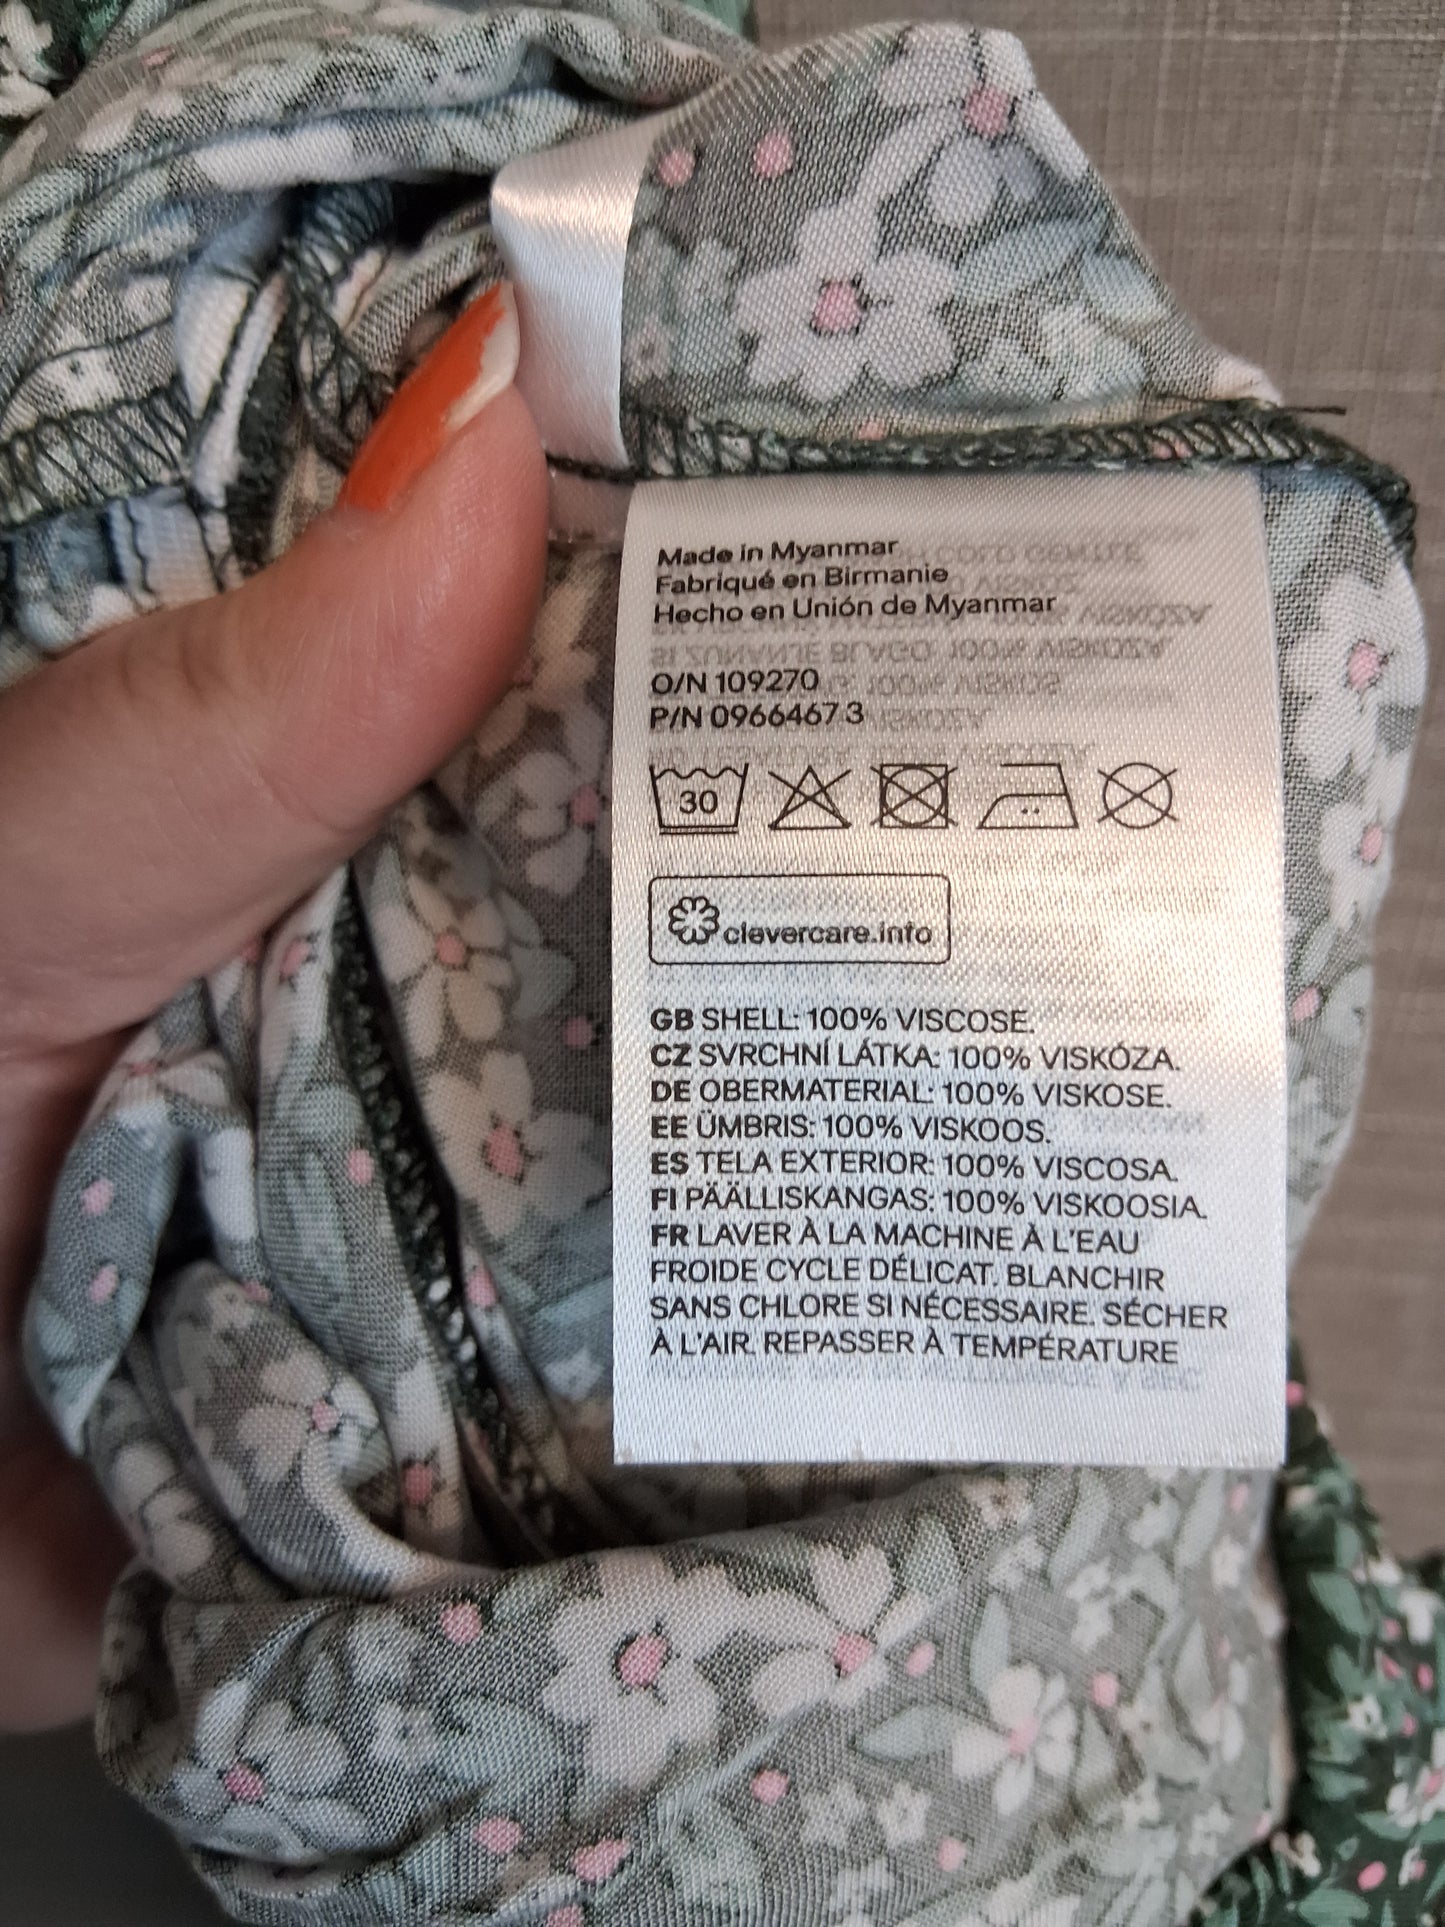 Made in Myanmar
Fabriqué en Birmanie
Hecho en Unión de Myanmar
O/N 109270
P/N 0966467 3
30
clevercare.info
GB SHELL: 100% VISCOSE.
CZ SVRCHNÍ LÁTKA: 100% VISKÓZA.
DE OBERMATERIAL: 100% VISKOSE.
EE ÜMBRIS: 100% VISKOOS.
ES TELA EXTERIOR: 100% VISCOSA.
FI PÄÄLLISKANGAS: 100% VISKOOSIA.
FR LAVER À LA MACHINE À L'EAU
FROIDE CYCLE DÉLICAT. BLANCHIR
SANS CHLORE SI NÉCESSAIRE. SÉCHER
À L'AIR. REPASSER À TEMPÉRATURE